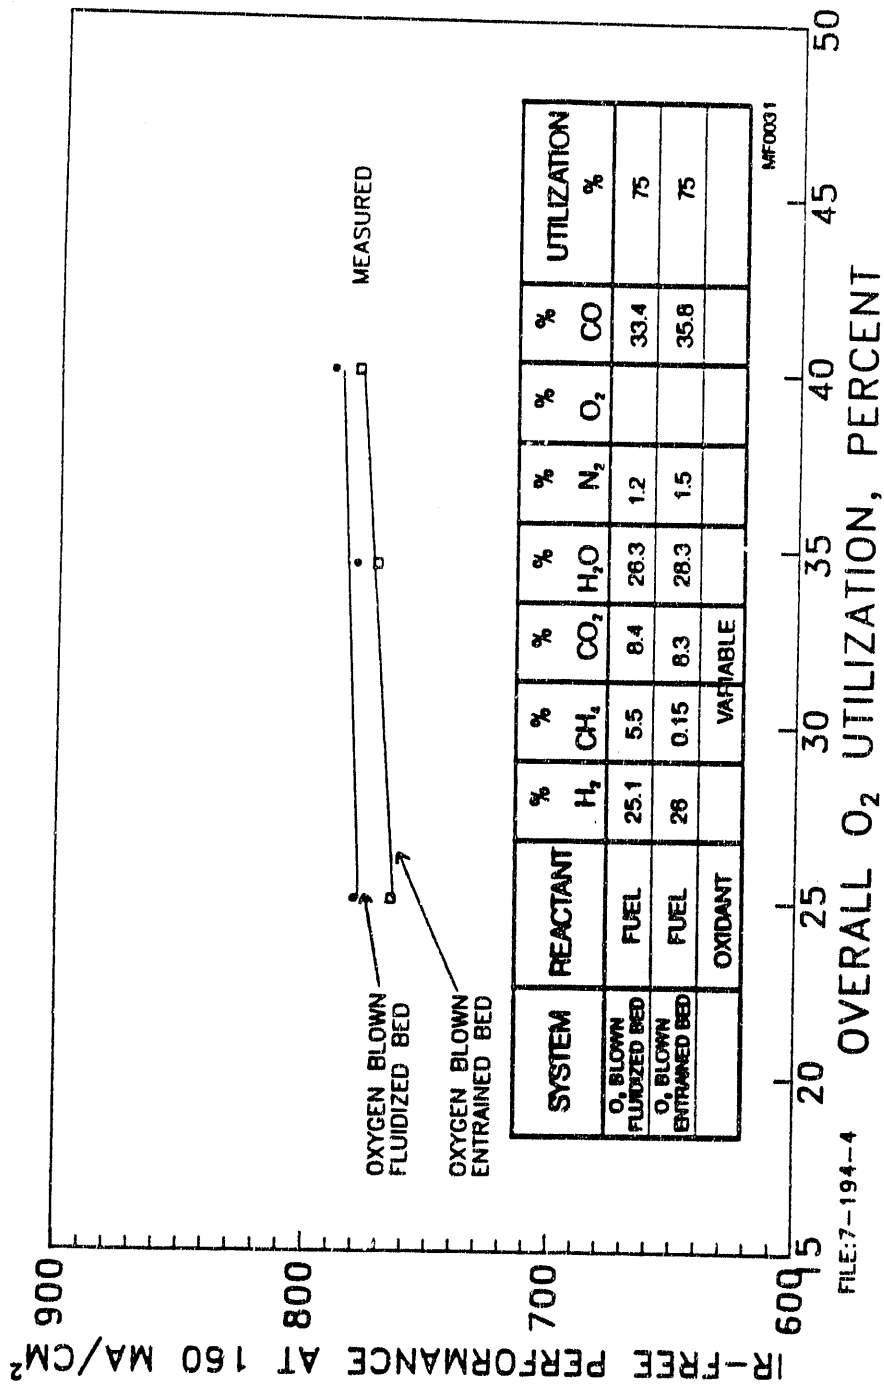 IR-FREE PERFORMANCE AT 160 MA/CM²
900
800
700
600
MEASURED
OXYGEN BLOWN
FLUIDIZED BED
OXYGEN BLOWN
ENTRAINED BED
SYSTEM REACTANT % H₂ % CH₄ % CO₂ % H₂O % N₂ % O₂ % CO UTILIZATION %
O₂ BLOWN FLUIDIZED BED FUEL 25.1 5.5 8.4 26.3 1.2 33.4 75
O₂ BLOWN ENTRAINED BED FUEL 26 0.15 8.3 28.3 1.5 35.8 75
OXIDANT VARIABLE
MF0031
15 20 25 30 35 40 45 50
FILE:7-194-4 OVERALL O₂ UTILIZATION, PERCENT